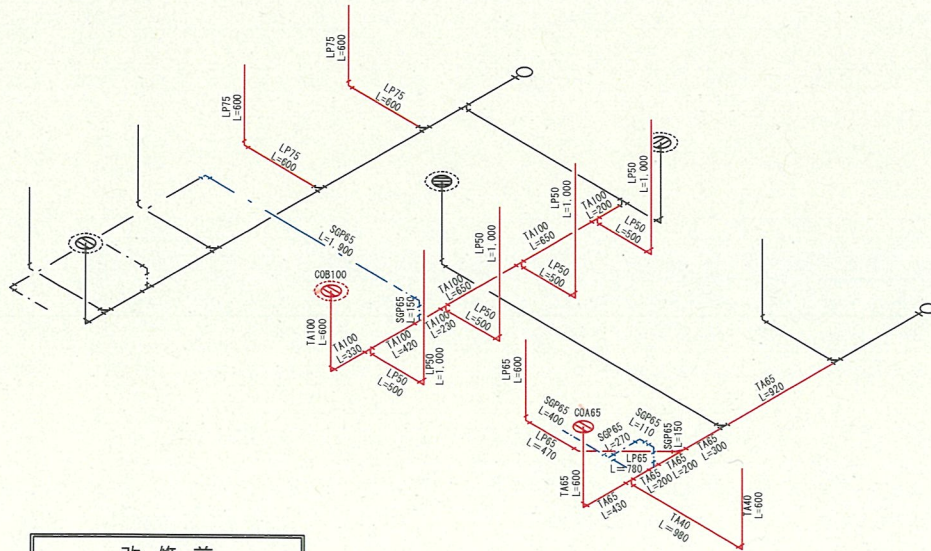 LP75
L=600
LP75
L=600
LP75
L=600
LP75
L=600
SGP65
L=1,900
COB100
TA100
L=600
TA100
L=330
TA100
L=420
SGP65
L=150
TA100
L=230
LP50
L=500
LP50
L=1,000
TA100
L=650
LP50
L=500
LP50
L=1,000
TA100
L=650
LP50
L=500
LP50
L=1,000
TA100
L=200
LP50
L=500
LP50
L=1,000
LP65
L=600
LP65
L=470
SGP65
L=400
COA65
SGP65
L=270
SGP65
L=110
SGP65
L=150
LP65
L=780
TA65
L=600
TA65
L=430
TA65
L=200
TA65
L=200
TA65
L=300
TA65
L=920
TA40
L=980
TA40
L=600
改修前